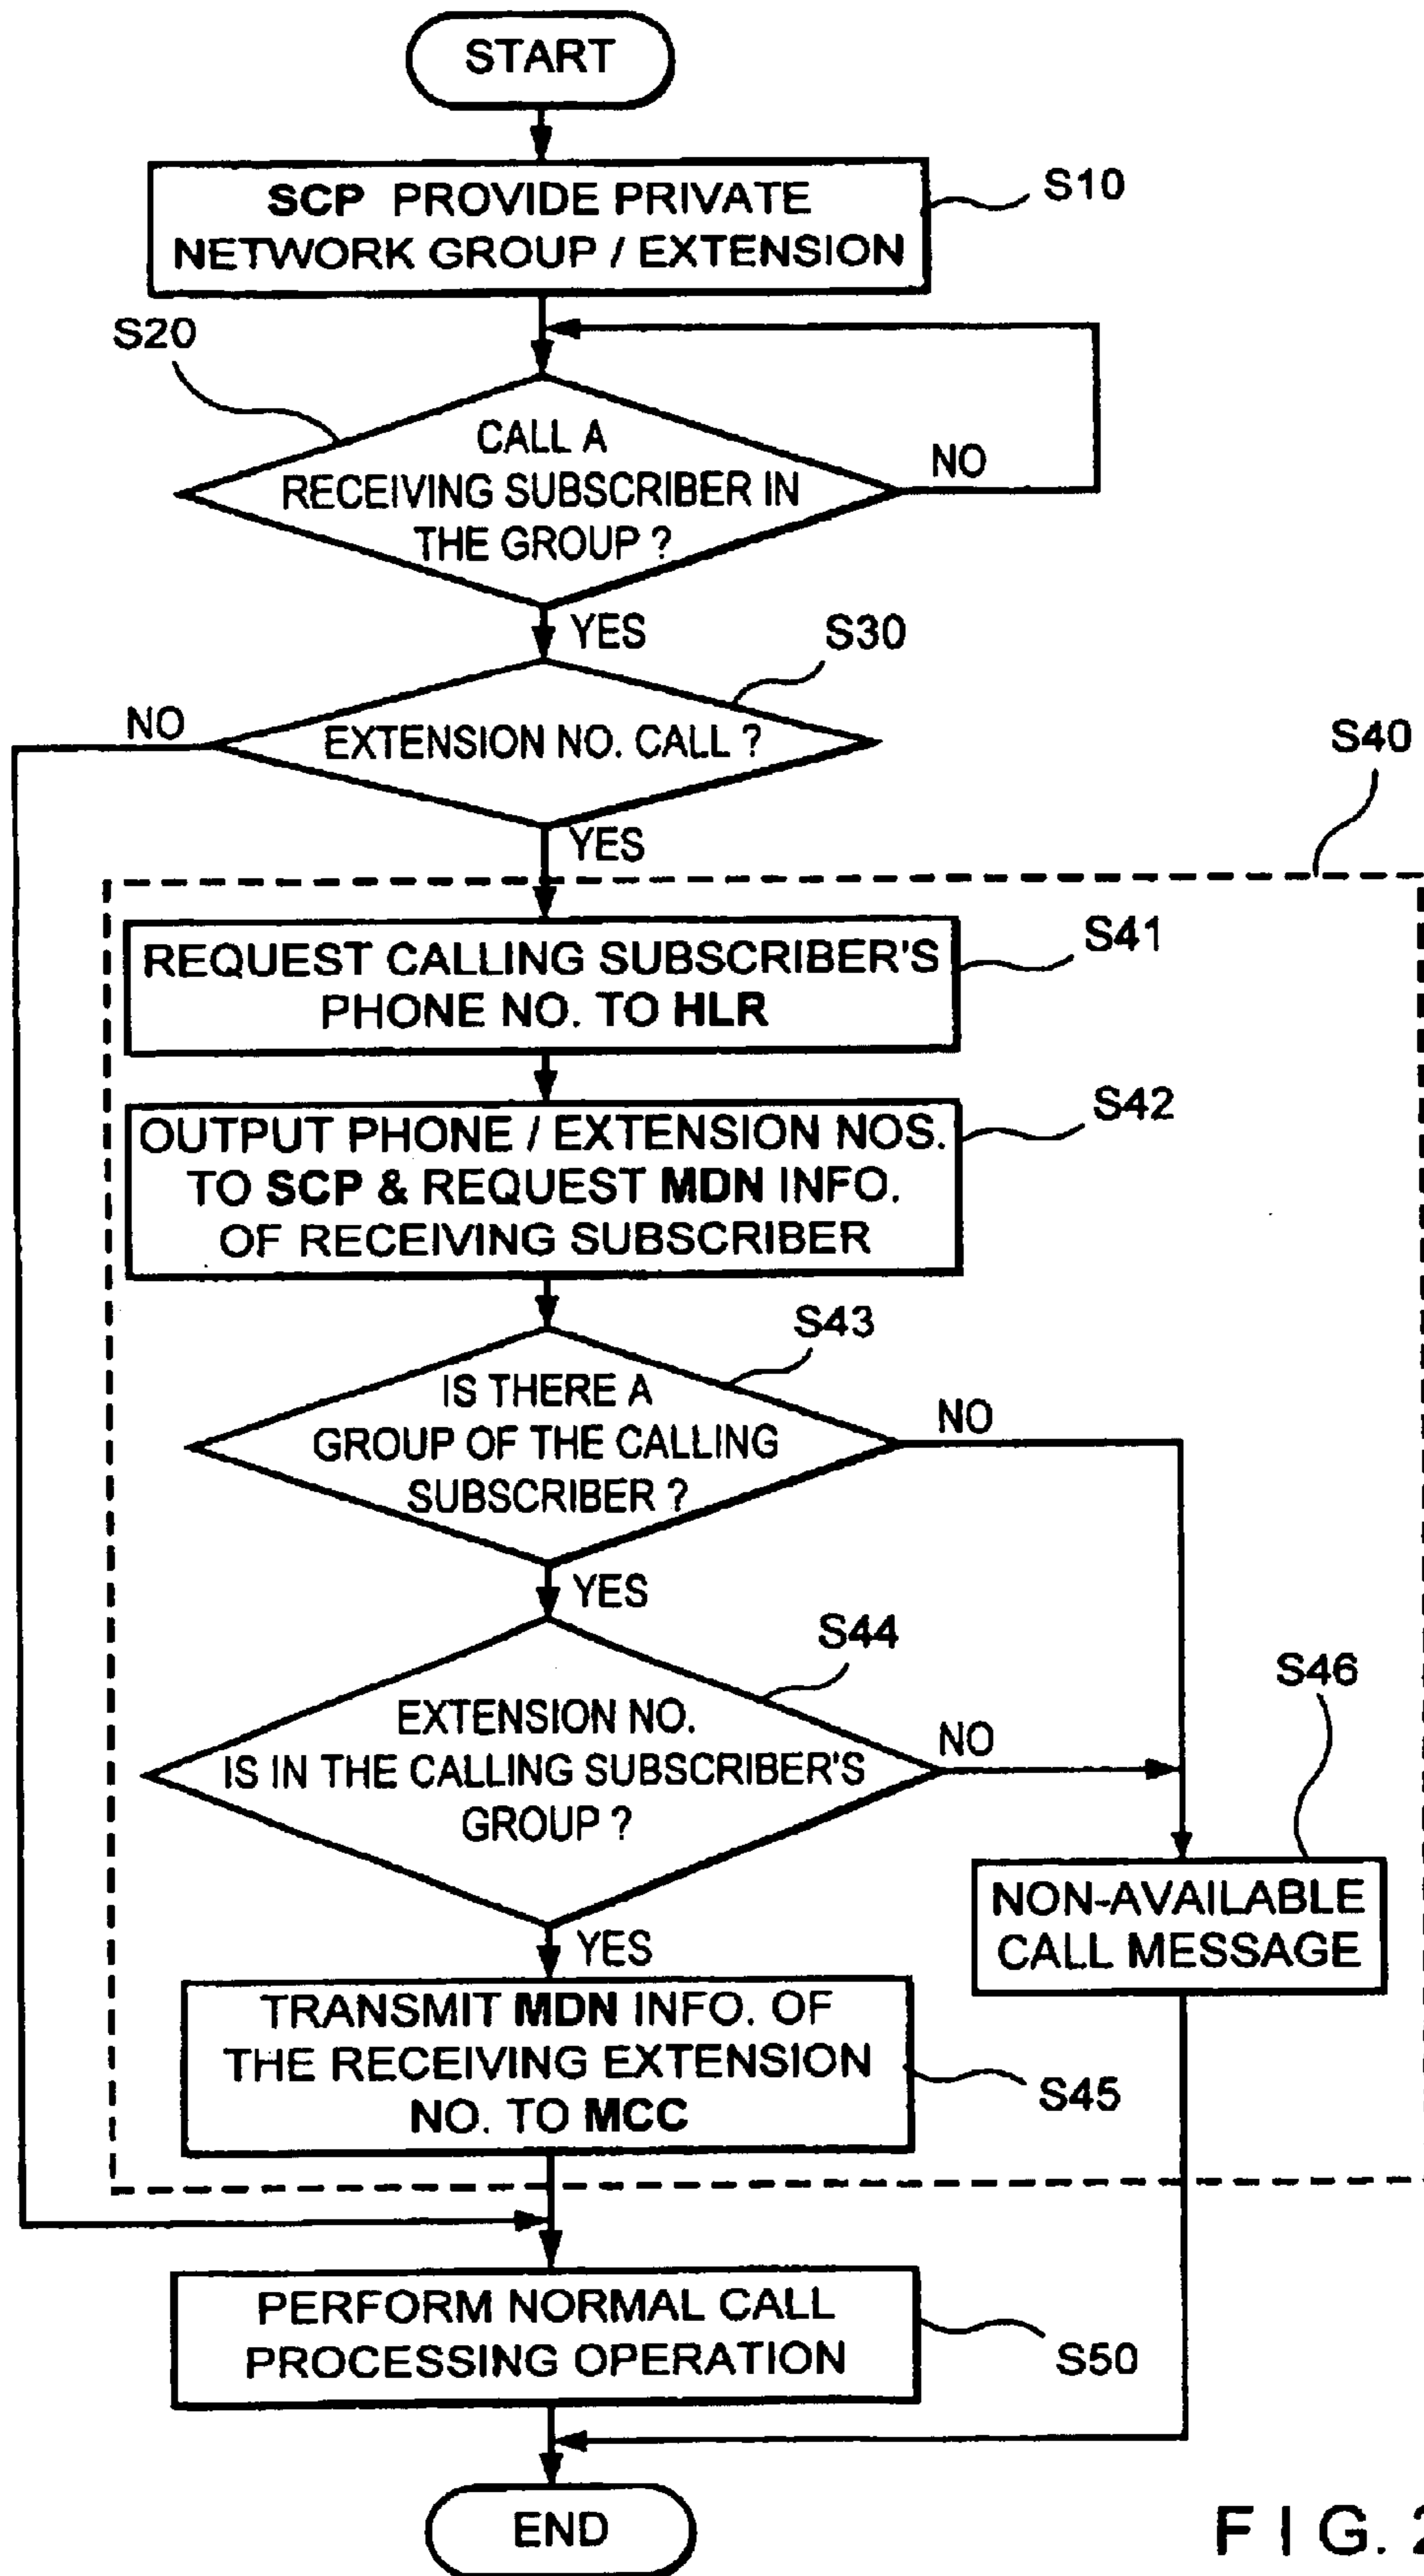 START
SCP PROVIDE PRIVATE
NETWORK GROUP / EXTENSION
S10
S20
CALL A
RECEIVING SUBSCRIBER IN
THE GROUP ?
NO
YES
S30
NO
EXTENSION NO. CALL ?
S40
YES
REQUEST CALLING SUBSCRIBER'S
PHONE NO. TO HLR
S41
OUTPUT PHONE / EXTENSION NOS.
TO SCP & REQUEST MDN INFO.
OF RECEIVING SUBSCRIBER
S42
S43
IS THERE A
GROUP OF THE CALLING
SUBSCRIBER ?
NO
YES
S44
EXTENSION NO.
IS IN THE CALLING SUBSCRIBER'S
GROUP ?
NO
S46
NON-AVAILABLE
CALL MESSAGE
YES
TRANSMIT MDN INFO. OF
THE RECEIVING EXTENSION
NO. TO MCC
S45
PERFORM NORMAL CALL
PROCESSING OPERATION
S50
END
FIG. 2